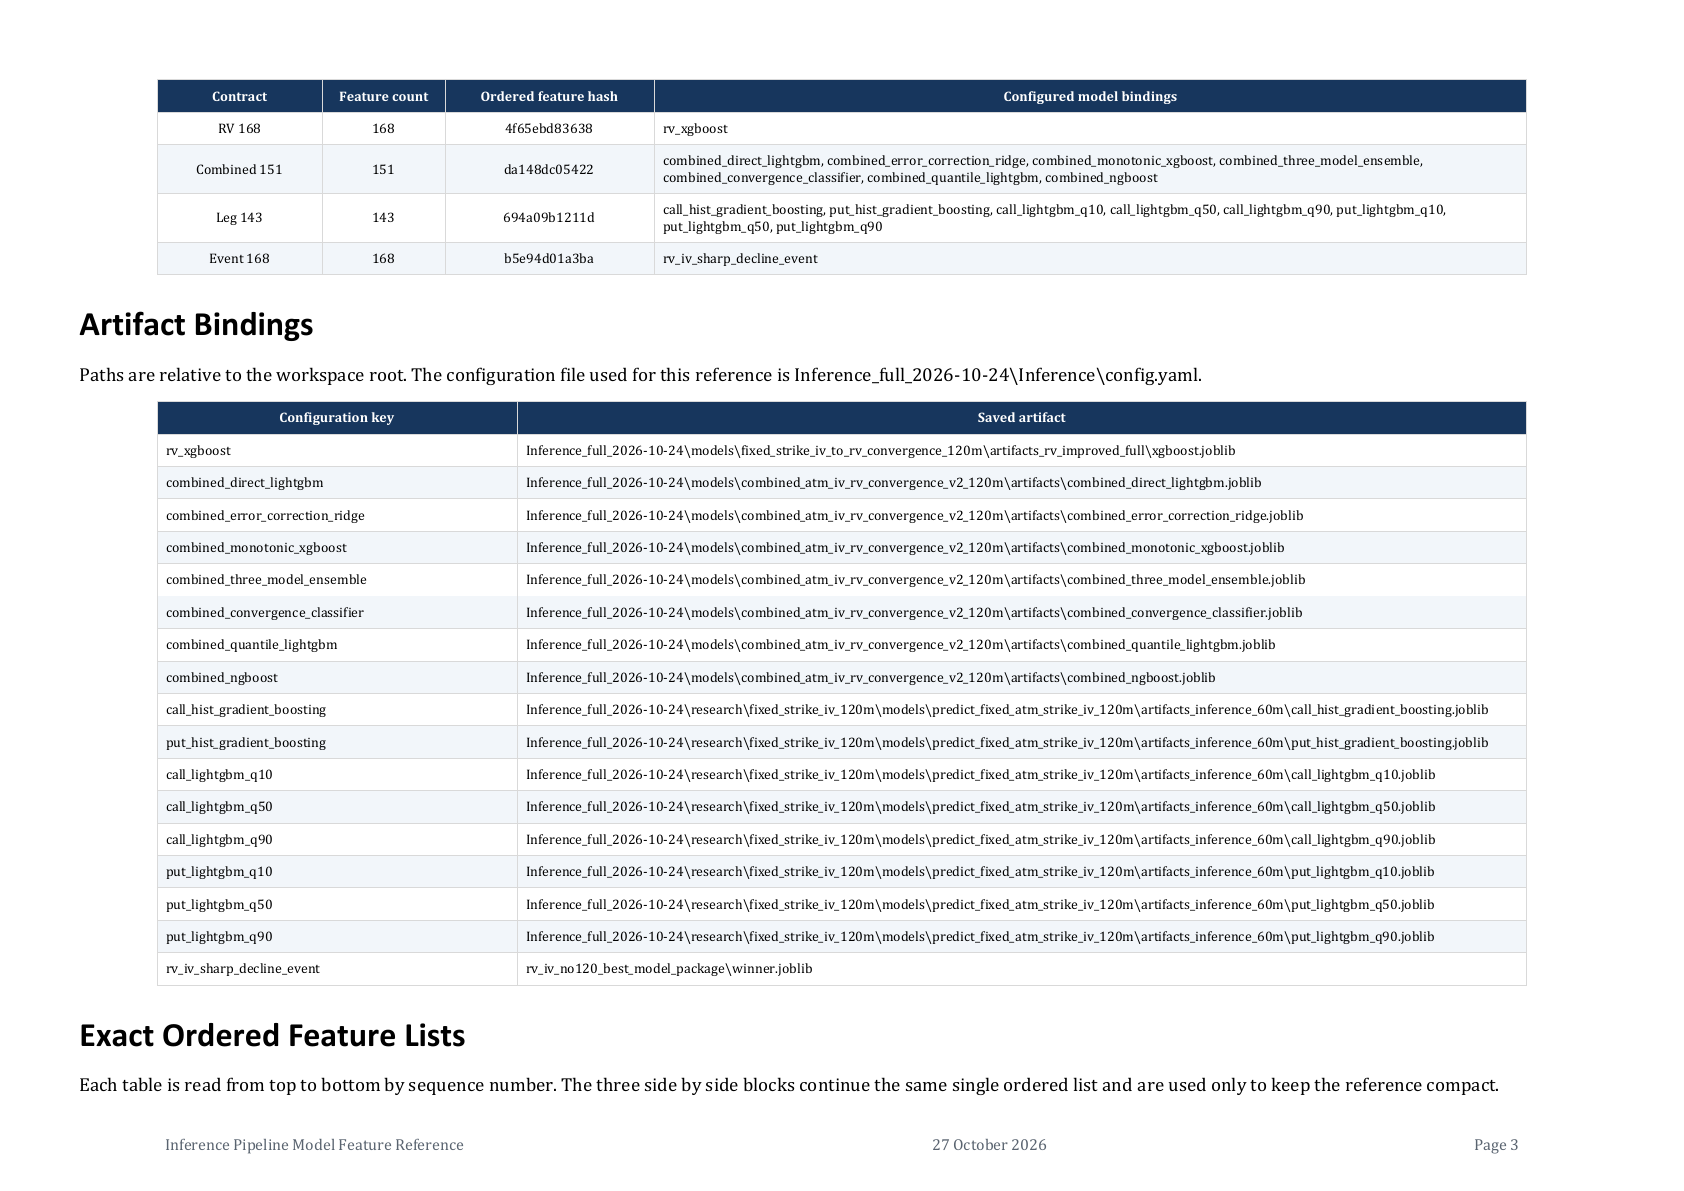 Contract Feature count Ordered feature hash Configured model bindings
RV 168 168 4f65ebd83638 rv_xgboost
Combined 151 151 da148dc05422 combined_direct_lightgbm, combined_error_correction_ridge, combined_monotonic_xgboost, combined_three_model_ensemble,
combined_convergence_classifier, combined_quantile_lightgbm, combined_ngboost
Leg 143 143 694a09b1211d call_hist_gradient_boosting, put_hist_gradient_boosting, call_lightgbm_q10, call_lightgbm_q50, call_lightgbm_q90, put_lightgbm_q10,
put_lightgbm_q50, put_lightgbm_q90
Event 168 168 b5e94d01a3ba rv_iv_sharp_decline_event
Artifact Bindings
Paths are relative to the workspace root. The configuration file used for this reference is Inference_full_2026-10-24\Inference\config.yaml.
Configuration key Saved artifact
rv_xgboost Inference_full_2026-10-24\models\fixed_strike_iv_to_rv_convergence_120m\artifacts_rv_improved_full\xgboost.joblib
combined_direct_lightgbm Inference_full_2026-10-24\models\combined_atm_iv_rv_convergence_v2_120m\artifacts\combined_direct_lightgbm.joblib
combined_error_correction_ridge Inference_full_2026-10-24\models\combined_atm_iv_rv_convergence_v2_120m\artifacts\combined_error_correction_ridge.joblib
combined_monotonic_xgboost Inference_full_2026-10-24\models\combined_atm_iv_rv_convergence_v2_120m\artifacts\combined_monotonic_xgboost.joblib
combined_three_model_ensemble Inference_full_2026-10-24\models\combined_atm_iv_rv_convergence_v2_120m\artifacts\combined_three_model_ensemble.joblib
combined_convergence_classifier Inference_full_2026-10-24\models\combined_atm_iv_rv_convergence_v2_120m\artifacts\combined_convergence_classifier.joblib
combined_quantile_lightgbm Inference_full_2026-10-24\models\combined_atm_iv_rv_convergence_v2_120m\artifacts\combined_quantile_lightgbm.joblib
combined_ngboost Inference_full_2026-10-24\models\combined_atm_iv_rv_convergence_v2_120m\artifacts\combined_ngboost.joblib
call_hist_gradient_boosting Inference_full_2026-10-24\research\fixed_strike_iv_120m\models\predict_fixed_atm_strike_iv_120m\artifacts_inference_60m\call_hist_gradient_boosting.joblib
put_hist_gradient_boosting Inference_full_2026-10-24\research\fixed_strike_iv_120m\models\predict_fixed_atm_strike_iv_120m\artifacts_inference_60m\put_hist_gradient_boosting.joblib
call_lightgbm_q10 Inference_full_2026-10-24\research\fixed_strike_iv_120m\models\predict_fixed_atm_strike_iv_120m\artifacts_inference_60m\call_lightgbm_q10.joblib
call_lightgbm_q50 Inference_full_2026-10-24\research\fixed_strike_iv_120m\models\predict_fixed_atm_strike_iv_120m\artifacts_inference_60m\call_lightgbm_q50.joblib
call_lightgbm_q90 Inference_full_2026-10-24\research\fixed_strike_iv_120m\models\predict_fixed_atm_strike_iv_120m\artifacts_inference_60m\call_lightgbm_q90.joblib
put_lightgbm_q10 Inference_full_2026-10-24\research\fixed_strike_iv_120m\models\predict_fixed_atm_strike_iv_120m\artifacts_inference_60m\put_lightgbm_q10.joblib
put_lightgbm_q50 Inference_full_2026-10-24\research\fixed_strike_iv_120m\models\predict_fixed_atm_strike_iv_120m\artifacts_inference_60m\put_lightgbm_q50.joblib
put_lightgbm_q90 Inference_full_2026-10-24\research\fixed_strike_iv_120m\models\predict_fixed_atm_strike_iv_120m\artifacts_inference_60m\put_lightgbm_q90.joblib
rv_iv_sharp_decline_event rv_iv_no120_best_model_package\winner.joblib
Exact Ordered Feature Lists
Each table is read from top to bottom by sequence number. The three side by side blocks continue the same single ordered list and are used only to keep the reference compact.
Inference Pipeline Model Feature Reference 27 October 2026 Page 3